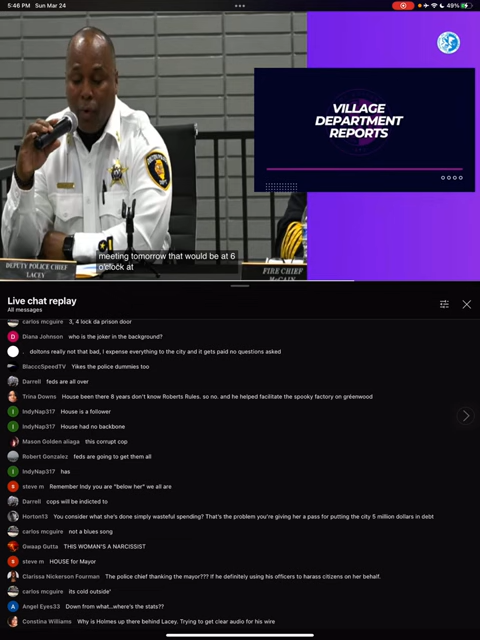 5:46 PM Sun Mar 24
49%
VILLAGE
DEPARTMENT
REPORTS
meeting tomorrow that would be at 6
o'clock at
DEPUTY POLICE CHIEF
LACEY
FIRE CHIEF
McCAIN
Live chat replay
All messages
carlos mcguire 3, 4 lock da prison door
D Diana Johnson who is the joker in the background?
. doltons really not that bad, I expense everything to the city and it gets paid no questions asked
BlacccSpeedTV Yikes the police dummies too
Darrell feds are all over
Trina Downs House been there 8 years don't know Roberts Rules. so no. and he helped facilitate the spooky factory on greenwood
I IndyNap317 House is a follower
I IndyNap317 House had no backbone
Mason Golden aliaga this corrupt cop
Robert Gonzalez feds are going to get them all
I IndyNap317 has
s steve m Remember Indy you are "below her" we all are
Darrell cops will be indicted to
Horton13 You consider what she's done simply wasteful spending? That's the problem you're giving her a pass for putting the city 5 million dollars in debt
carlos mcguire not a blues song
Gwaap Gutta THIS WOMAN'S A NARCISSIST
s steve m HOUSE for Mayor
Clarissa Nickerson Fourman The police chief thanking the mayor??? If he definitely using his officers to harass citizens on her behalf.
carlos mcguire its cold outside'
A Angel Eyes33 Down from what...where's the stats??
Constina Williams Why is Holmes up there behind Lacey. Trying to get clear audio for his wire